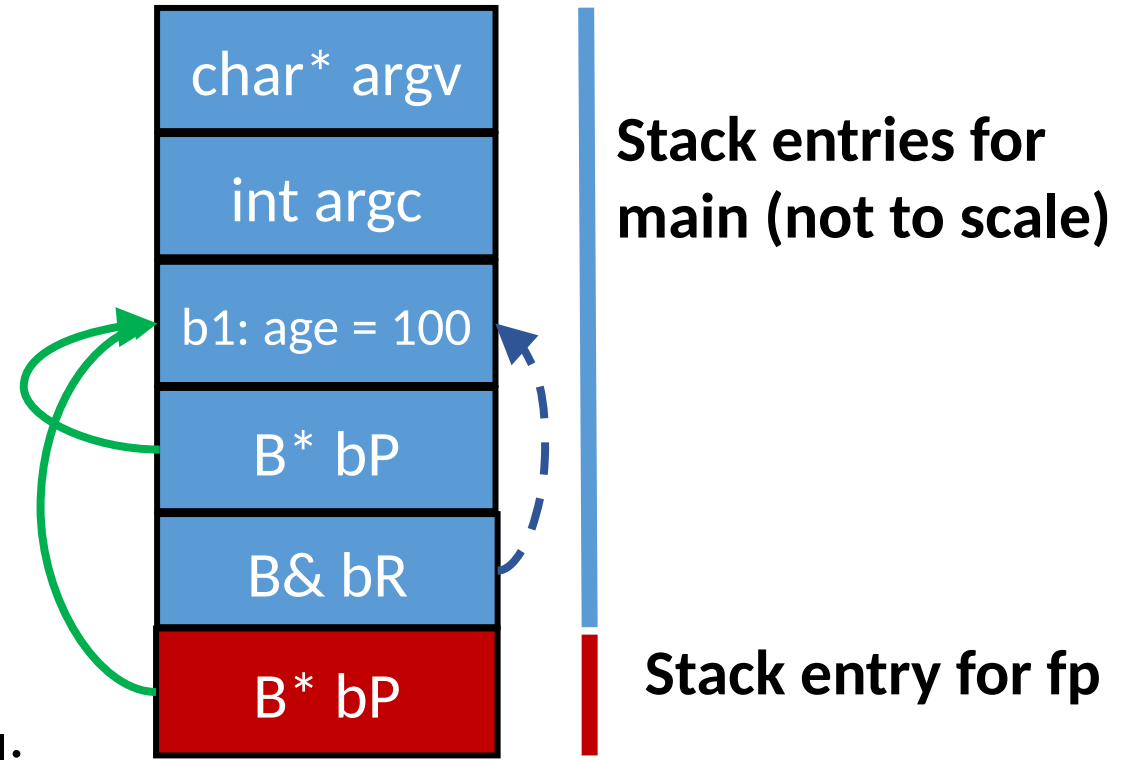 char* argv
Stack entries for
main (not to scale)
int argc
b1: age = 100
B* bP
B& bR
B* bP
Stack entry for fp